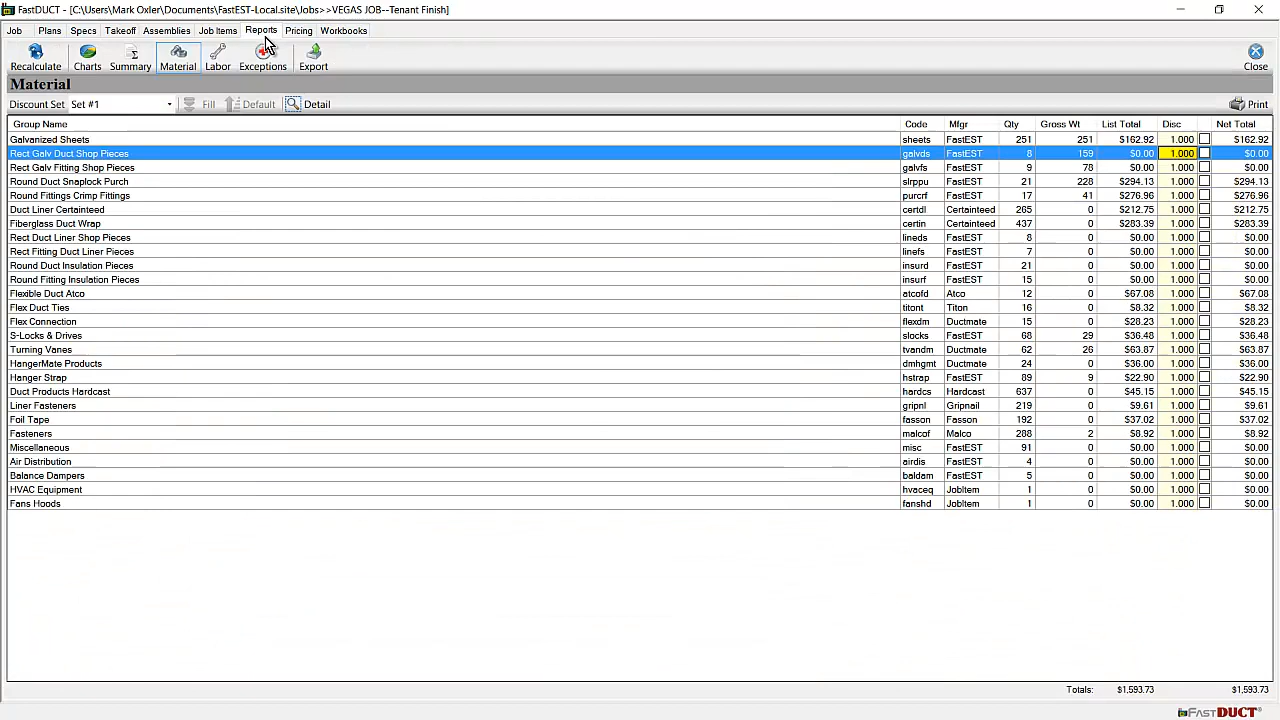 FastDUCT - [C:\Users\Mark Oxler\Documents\FastEST-Local.site\Jobs>>VEGAS JOB--Tenant Finish]
Job Plans Specs Takeoff Assemblies Job Items Reports Pricing Workbooks
Recalculate Charts Summary Material Labor Exceptions Export Close
Material
Discount Set Set #1 Fill Default Detail Print
Group Name Code Mfgr Qty Gross Wt List Total Disc Net Total
Galvanized Sheets sheets FastEST 251 251 $162.92 1.000 $162.92
Rect Galv Duct Shop Pieces galvds FastEST 8 159 $0.00 1.000 $0.00
Rect Galv Fitting Shop Pieces galvfs FastEST 9 78 $0.00 1.000 $0.00
Round Duct Snaplock Purch slrppu FastEST 21 228 $294.13 1.000 $294.13
Round Fittings Crimp Fittings purcrf FastEST 17 41 $276.96 1.000 $276.96
Duct Liner Certainteed certdl Certainteed 265 0 $212.75 1.000 $212.75
Fiberglass Duct Wrap certin Certainteed 437 0 $283.39 1.000 $283.39
Rect Duct Liner Shop Pieces lineds FastEST 8 0 $0.00 1.000 $0.00
Rect Fitting Duct Liner Pieces linefs FastEST 7 0 $0.00 1.000 $0.00
Round Duct Insulation Pieces insurd FastEST 21 0 $0.00 1.000 $0.00
Round Fitting Insulation Pieces insurf FastEST 15 0 $0.00 1.000 $0.00
Flexible Duct Atco atcofd Atco 12 0 $67.08 1.000 $67.08
Flex Duct Ties titont Titon 16 0 $8.32 1.000 $8.32
Flex Connection flexdm Ductmate 15 0 $28.23 1.000 $28.23
S-Locks & Drives slocks FastEST 68 29 $36.48 1.000 $36.48
Turning Vanes tvandm Ductmate 62 26 $63.87 1.000 $63.87
HangerMate Products dmhgmt Ductmate 24 0 $36.00 1.000 $36.00
Hanger Strap hstrap FastEST 89 9 $22.90 1.000 $22.90
Duct Products Hardcast hardcs Hardcast 637 0 $45.15 1.000 $45.15
Liner Fasteners gripnl Gripnail 219 0 $9.61 1.000 $9.61
Foil Tape fasson Fasson 192 0 $37.02 1.000 $37.02
Fasteners malcof Malco 288 2 $8.92 1.000 $8.92
Miscellaneous misc FastEST 91 0 $0.00 1.000 $0.00
Air Distribution airdis FastEST 4 0 $0.00 1.000 $0.00
Balance Dampers baldam FastEST 5 0 $0.00 1.000 $0.00
HVAC Equipment hvaceq JobItem 1 0 $0.00 1.000 $0.00
Fans Hoods fanshd JobItem 1 0 $0.00 1.000 $0.00
Totals: $1,593.73 $1,593.73
FASTDUCT®